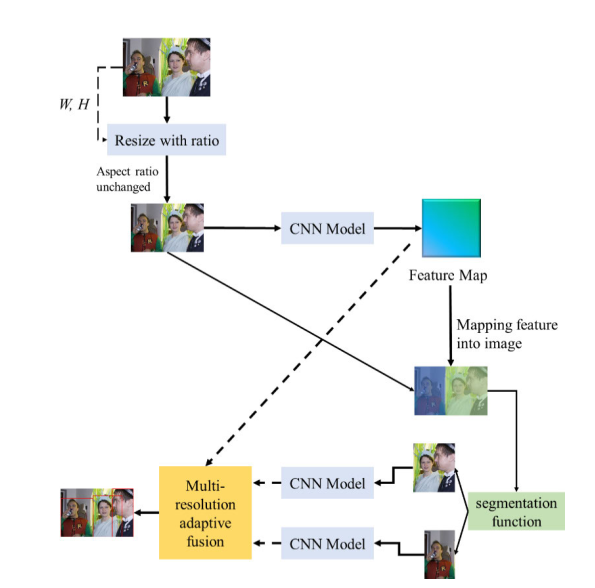 W, H
Resize with ratio
Aspect ratio
unchanged
CNN Model
Feature Map
Mapping feature
into image
Multi-
resolution
adaptive
fusion
CNN Model
segmentation
function
CNN Model